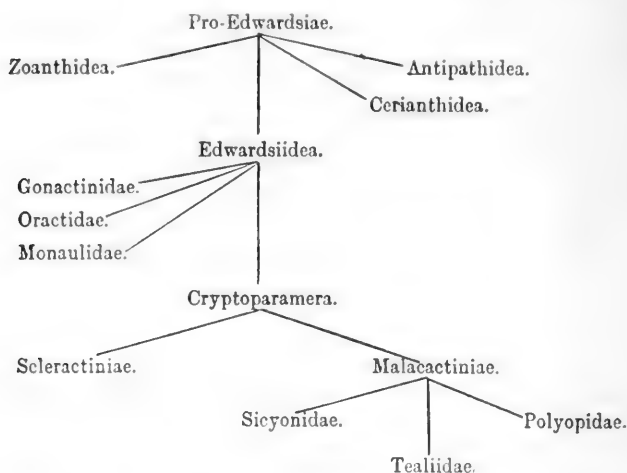 Pro-Edwardsiae.
Zoanthidea.
Antipathidea.
Cerianthidea.
Edwardsiidea.
Gonactinidae.
Oractidae.
Monaulidae.
Cryptoparamera.
Scleractiniae.
Malacactiniae.
Sicyonidae.
Polyopidae.
Tealiidae.